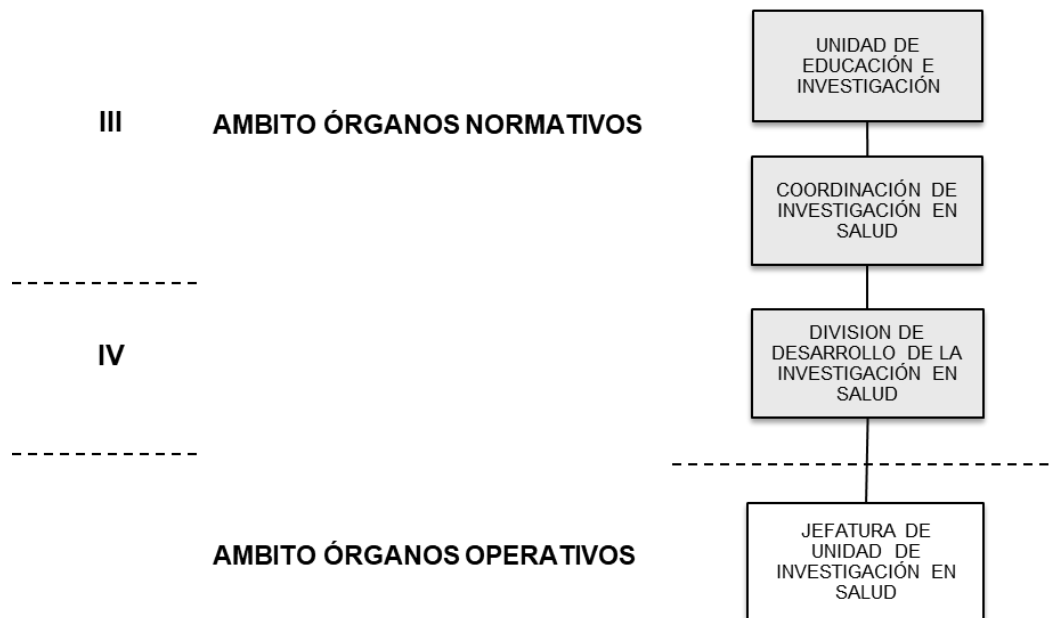 UNIDAD DE
EDUCACIÓN E
INVESTIGACIÓN
III
AMBITO ÓRGANOS NORMATIVOS
COORDINACIÓN DE
INVESTIGACIÓN EN
SALUD
IV
DIVISION DE
DESARROLLO DE LA
INVESTIGACIÓN EN
SALUD
AMBITO ÓRGANOS OPERATIVOS
JEFATURA DE
UNIDAD DE
INVESTIGACIÓN EN
SALUD